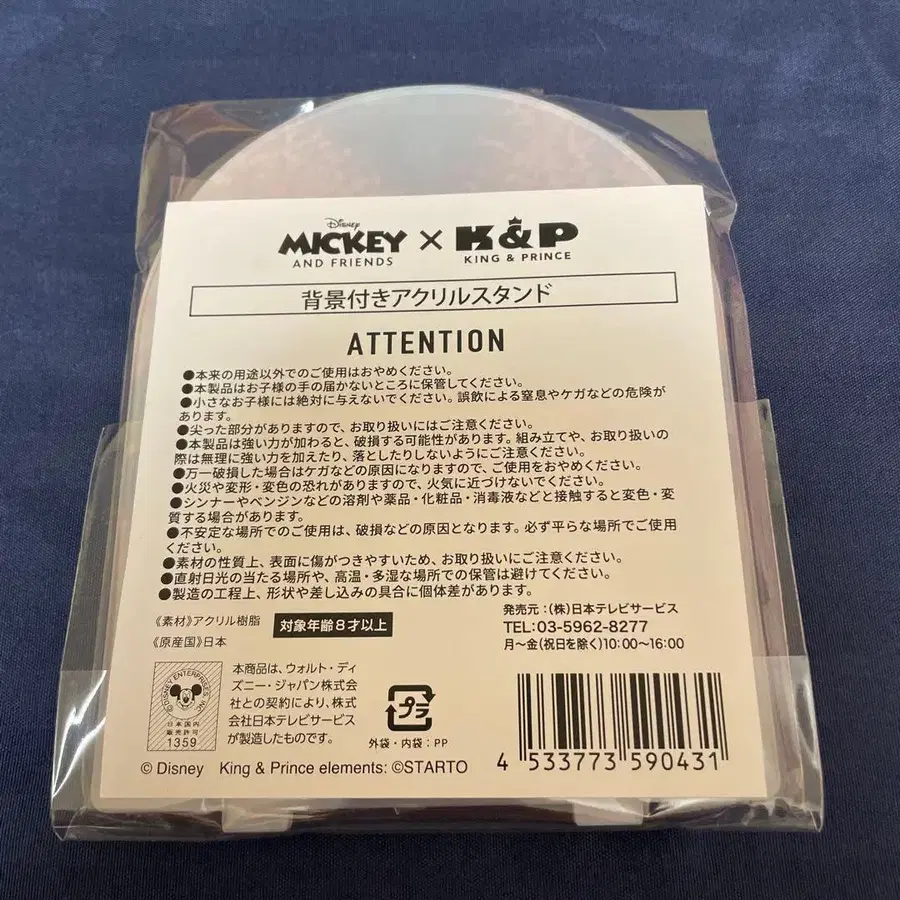 Disney
MICKEY
AND FRIENDS
×
K&P
KING & PRINCE
背景付きアクリルスタンド
ATTENTION
●本来の用途以外でのご使用はおやめください。
●本製品はお子様の手の届かないところに保管してください。
●小さなお子様には絶対に与えないでください。誤飲による窒息やケガなどの危険が
あります。
●尖った部分がありますので、お取り扱いにはご注意ください。
●本製品は強い力が加わると、破損する可能性があります。組み立てや、お取り扱いの
際は無理に強い力を加えたり、落としたりしないようにご注意ください。
●万一破損した場合はケガなどの原因になりますので、ご使用をおやめください。
●火災や変形・変色の恐れがありますので、火気に近づけないでください。
●シンナーやベンジンなどの溶剤や薬品・化粧品・消毒液などと接触すると変色・変
質する場合があります。
●不安定な場所でのご使用は、破損などの原因となります。必ず平らな場所でご使用
ください。
●素材の性質上、表面に傷がつきやすいため、お取り扱いにご注意ください。
●直射日光の当たる場所や、高温・多湿な場所での保管は避けてください。
●製造の工程上、形状や差し込みの具合に個体差があります。
《素材》アクリル樹脂
《原産国》日本
対象年齢8才以上
発売元:(株)日本テレビサービス
TEL:03-5962-8277
月～金(祝日を除く)10:00~16:00
©DISNEY ENTERPRISES, INC.
日本国内
販売許可
1359
本商品は、ウォルト・ディ
ズニー・ジャパン株式会
社との契約により、株式
会社日本テレビサービス
が製造したものです。
プラ
外袋・内袋:PP
4 533773 590431
© Disney King & Prince elements: ©STARTO